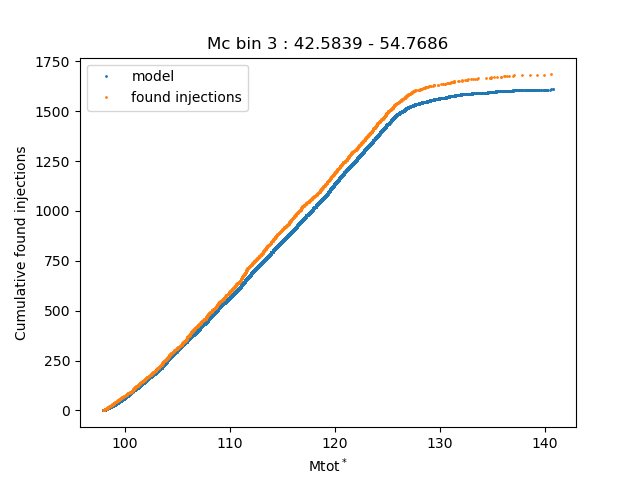 Mc bin 3 : 42.5839 - 54.7686
model
found injections
1750
1500
1250
1000
750
500
250
0
Cumulative found injections
100
110
120
130
140
Mtot*